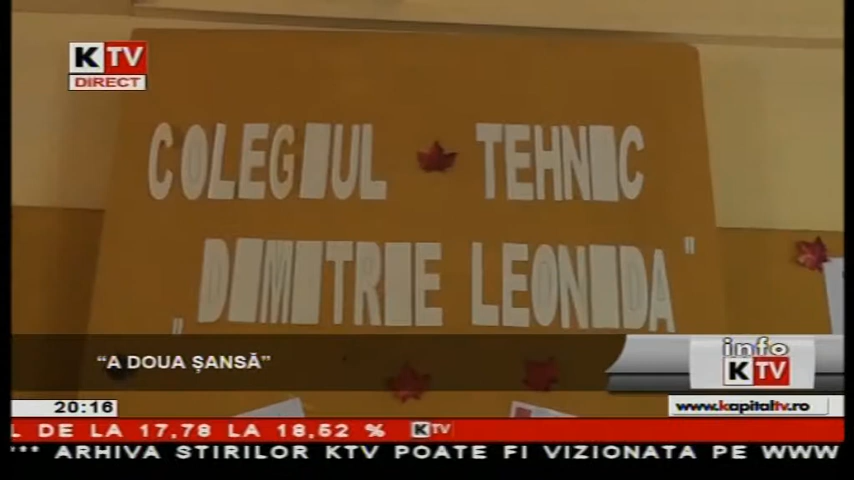 KTV
DIRECT
COLEGIUL TEHNIC
„DIMITRIE LEONIDA"
“A DOUA ȘANSĂ”
info
KTV
20:16
www.kapitaltv.ro
L DE LA 17,78 LA 18,52 % KTV
"** ARHIVA STIRILOR KTV POATE FI VIZIONATA PE WWW